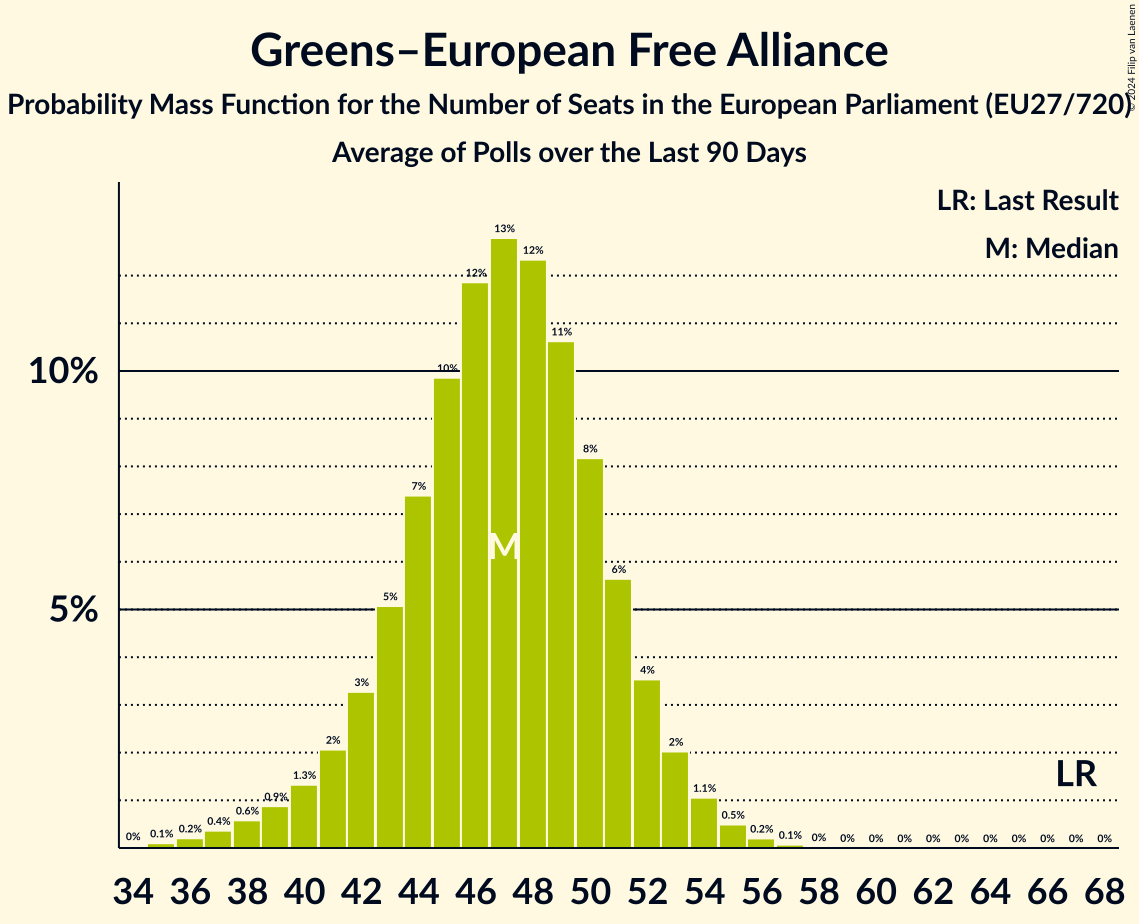 Greens–European Free Alliance
Probability Mass Function for the Number of Seats in the European Parliament (EU27/720)
Average of Polls over the Last 90 Days
© 2024 Filip van Laenen
LR: Last Result
M: Median
10%
5%
0% 0.1% 0.2% 0.4% 0.6% 0.9% 1.3% 2% 3% 5% 7% 10% 12% 13% 12% 11% 8% 6% 4% 2% 1.1% 0.5% 0.2% 0.1% 0% 0% 0% 0% 0% 0% 0% 0% 0% 0% 0%
M
LR
34 36 38 40 42 44 46 48 50 52 54 56 58 60 62 64 66 68